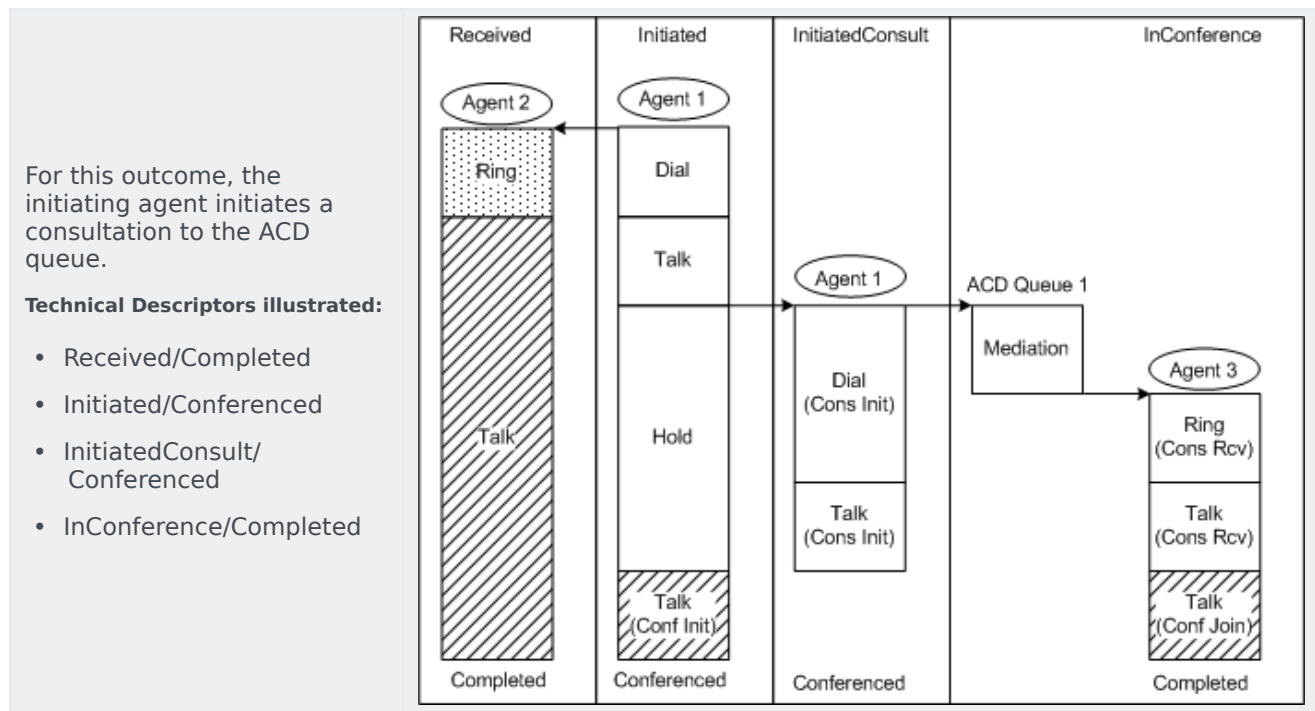 For this outcome, the
initiating agent initiates a
consultation to the ACD
queue.
Technical Descriptors illustrated:
• Received/Completed
• Initiated/Conferenced
• InitiatedConsult/
Conferenced
• InConference/Completed
Received
Initiated
InitiatedConsult
InConference
Agent 2
Agent 1
Ring
Dial
Talk
Agent 1
ACD Queue 1
Mediation
Agent 3
Dial
(Cons Init)
Ring
(Cons Rcv)
Talk
Hold
Talk
(Cons Init)
Talk
(Cons Rcv)
Talk
(Conf Init)
Talk
(Conf Join)
Completed
Conferenced
Conferenced
Completed